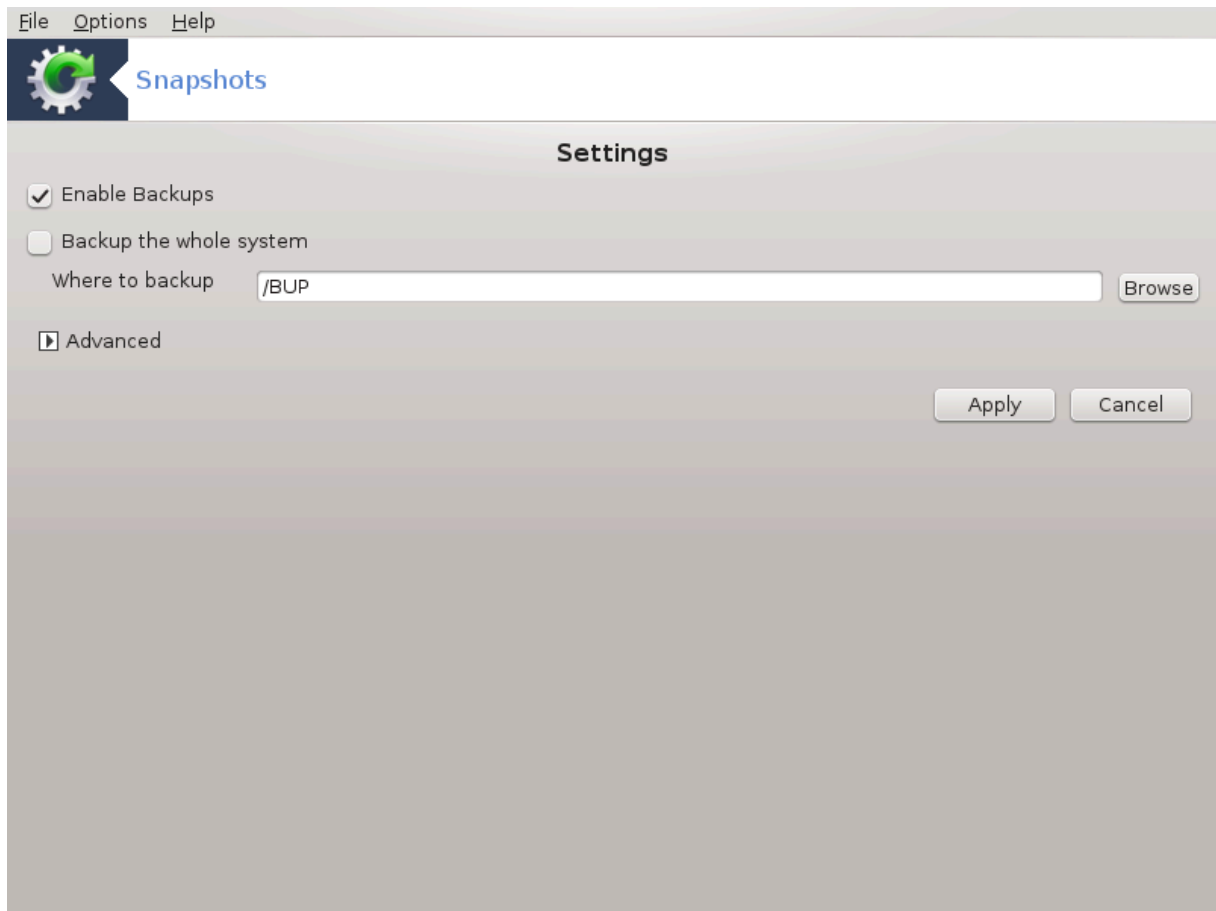 File Options Help
Snapshots
Settings
Enable Backups
Backup the whole system
Where to backup /BUP Browse
Advanced
Apply Cancel